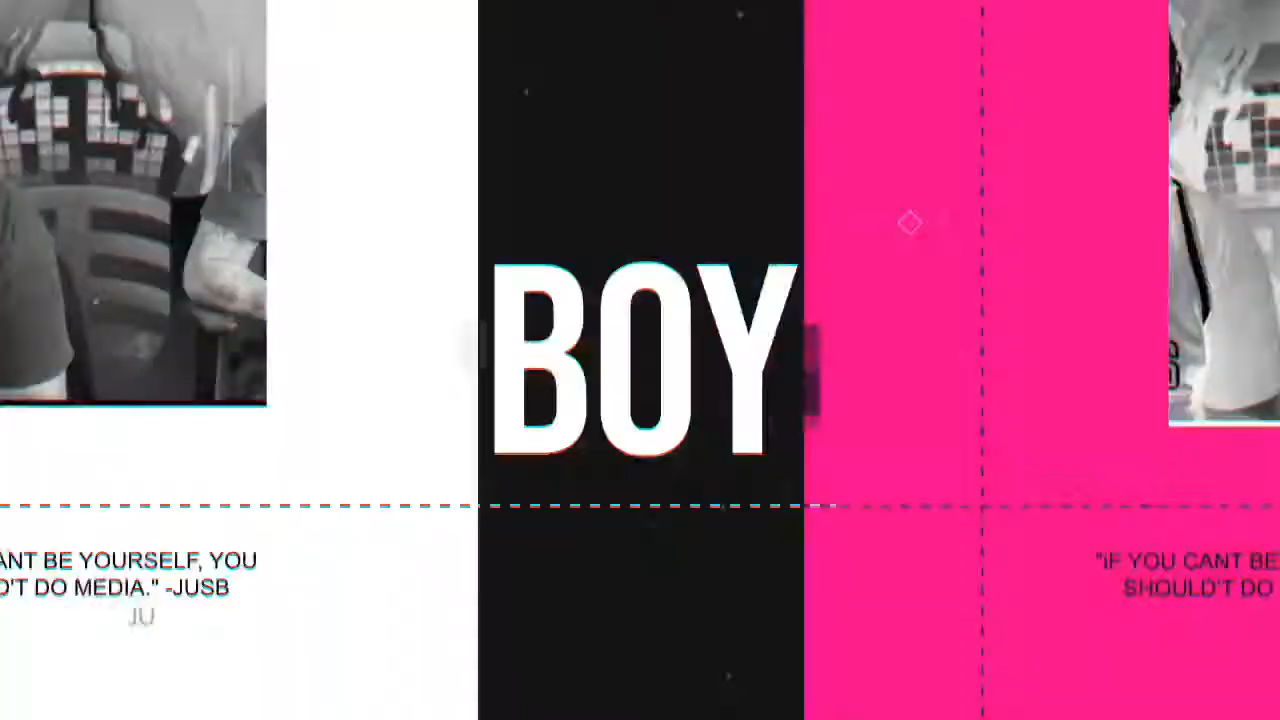 BOY
ANT BE YOURSELF, YOU
D'T DO MEDIA." -JUSB
JU
"IF YOU CANT BE
SHOULD'T DO